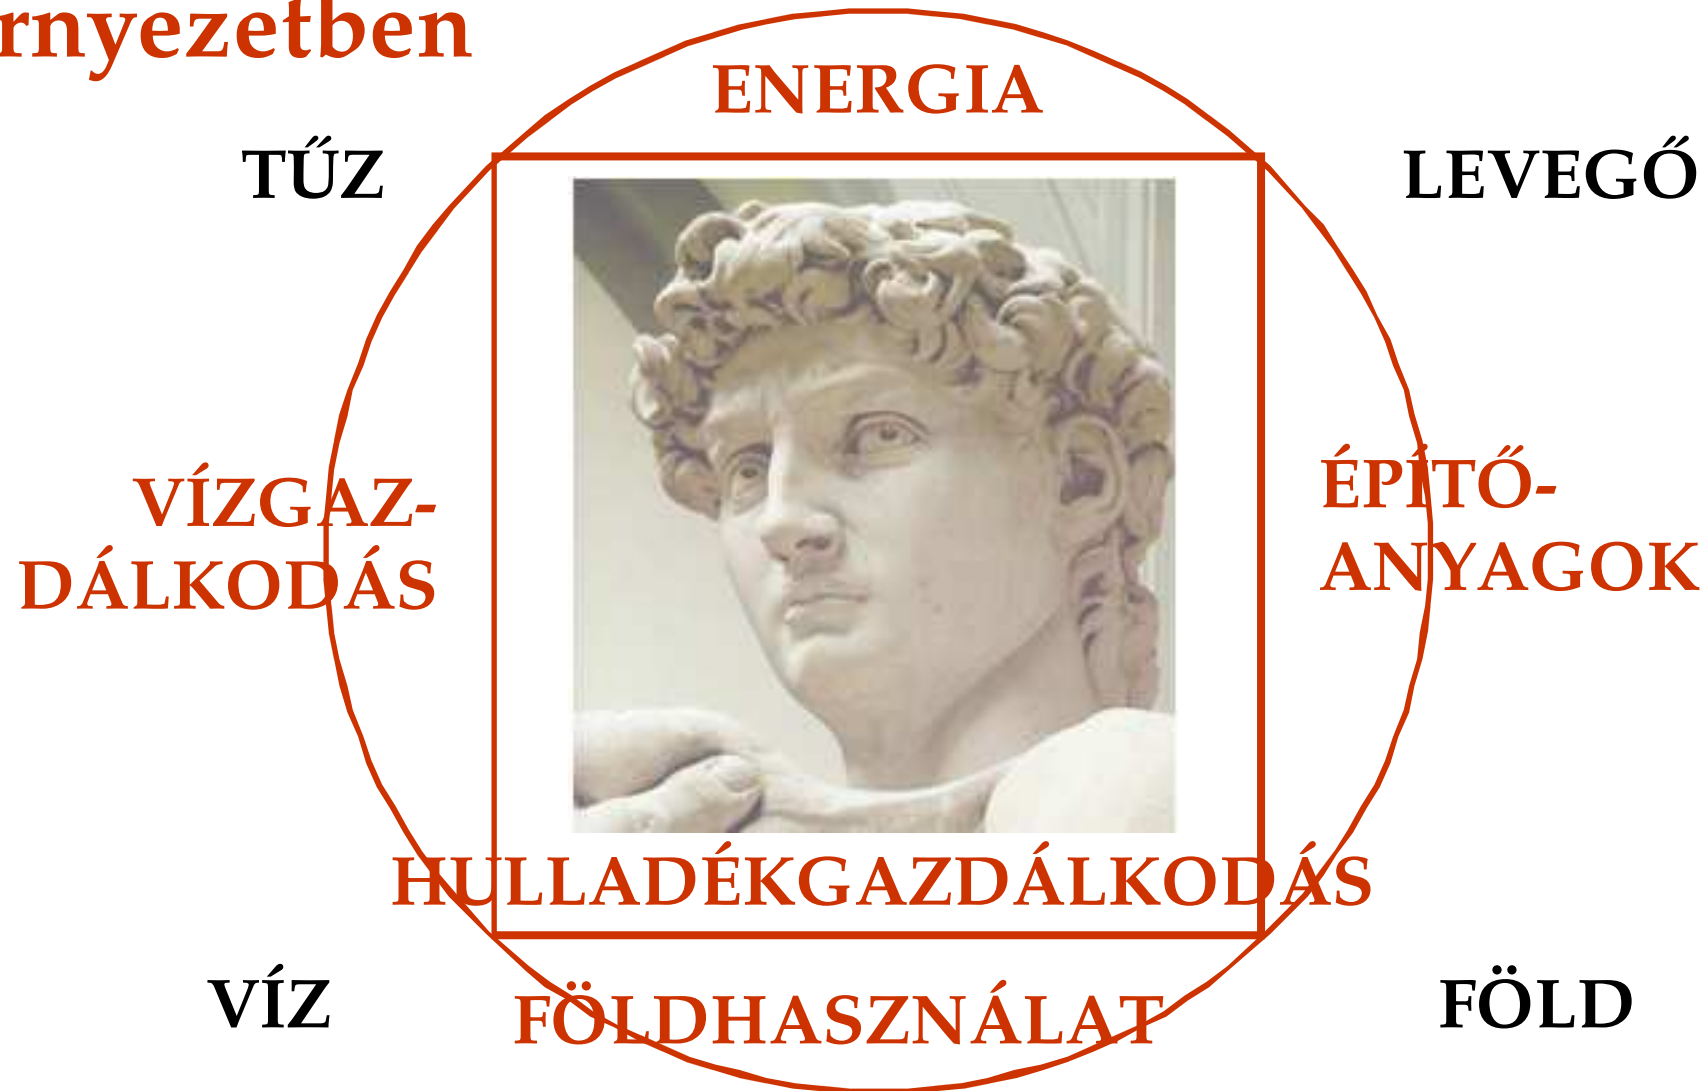 rnyezetben
ENERGIA
TŰZ
LEVEGŐ
VÍZGAZ-
DÁLKODÁS
ÉPÍTŐ-
ANYAGOK
HULLADÉKGAZDÁLKODÁS
VÍZ
FÖLDHASZNÁLAT
FÖLD